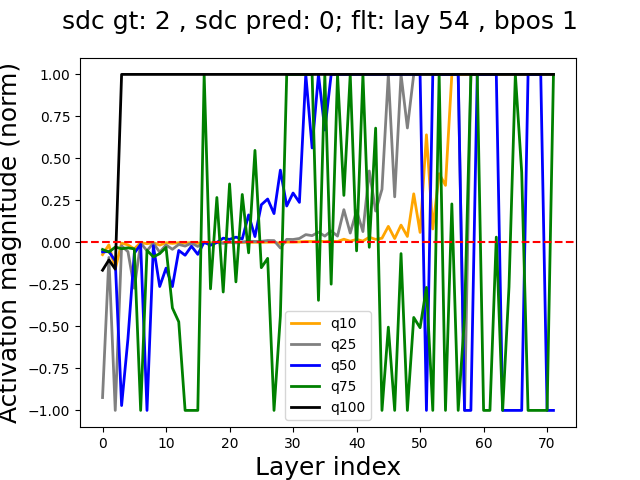 sdc gt: 2 , sdc pred: 0; flt: lay 54 , bpos 1
Activation magnitude (norm)
1.00
0.75
0.50
0.25
0.00
−0.25
−0.50
−0.75
−1.00
q10
q25
q50
q75
q100
0 10 20 30 40 50 60 70
Layer index